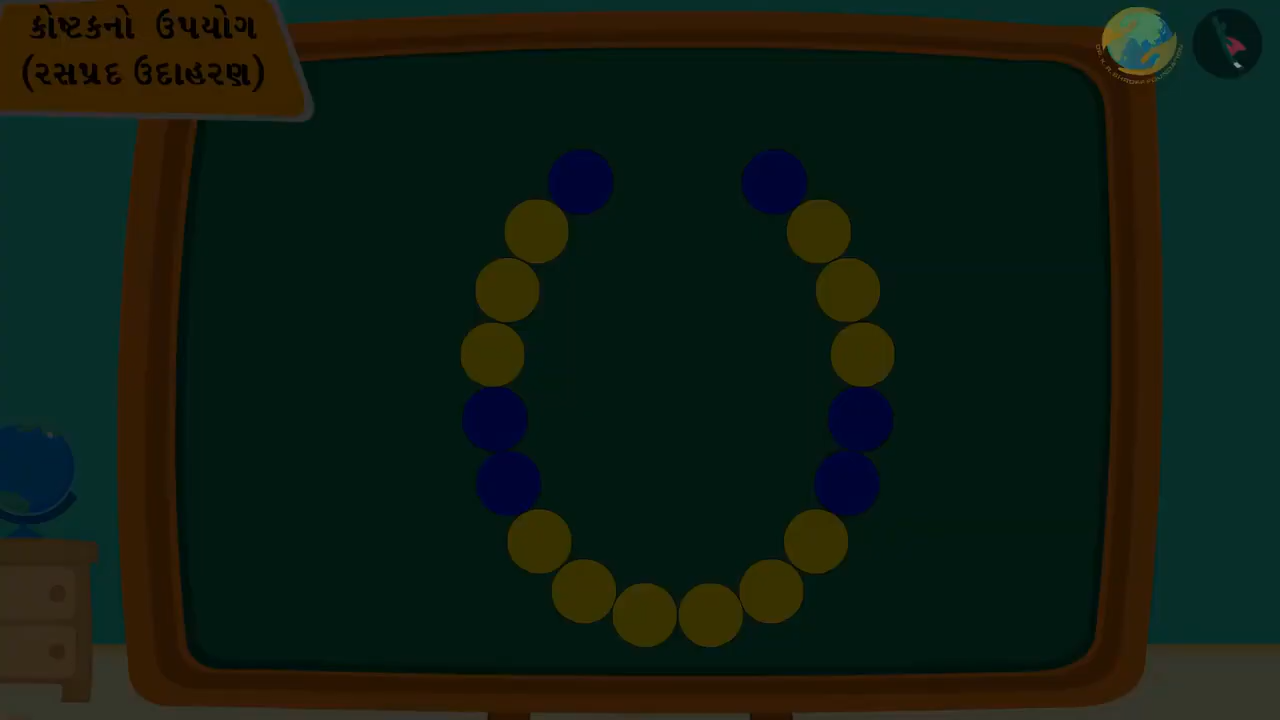 કોષ્ટકનો ઉપયોગ
(રસપ્રદ ઉદાહરણ)